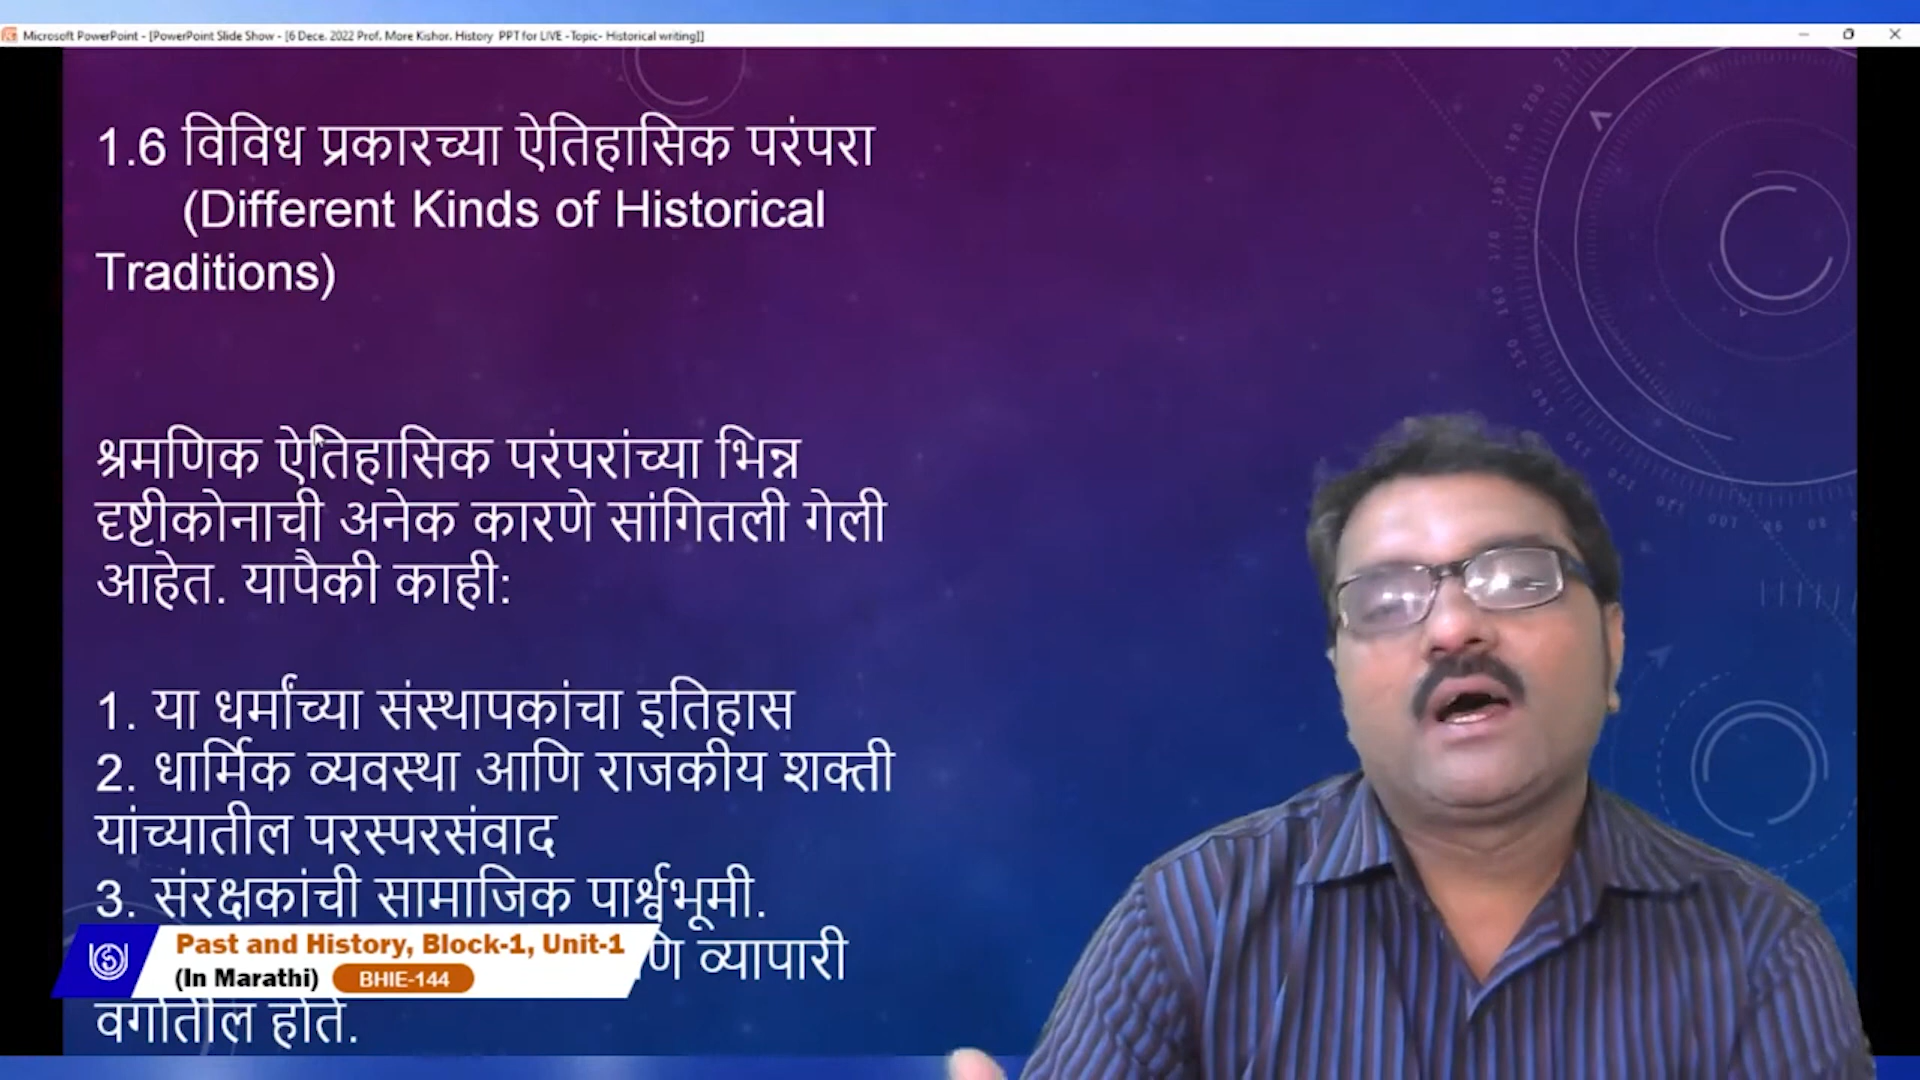 Microsoft PowerPoint - [PowerPoint Slide Show - [6 Dece. 2022 Prof. More Kishor. History PPT for LIVE -Topic- Historical writing]]
1.6 विविध प्रकारच्या ऐतिहासिक परंपरा
(Different Kinds of Historical
Traditions)
श्रमणिक ऐतिहासिक परंपरांच्या भिन्न
दृष्टीकोनाची अनेक कारणे सांगितली गेली
आहेत. यापैकी काही:
1. या धर्मांच्या संस्थापकांचा इतिहास
2. धार्मिक व्यवस्था आणि राजकीय शक्ती
यांच्यातील परस्परसंवाद
3. संरक्षकांची सामाजिक पार्श्वभूमी.
व्यापारी
वर्गातील होते.
Past and History, Block-1, Unit-1
(In Marathi) BHIE-144